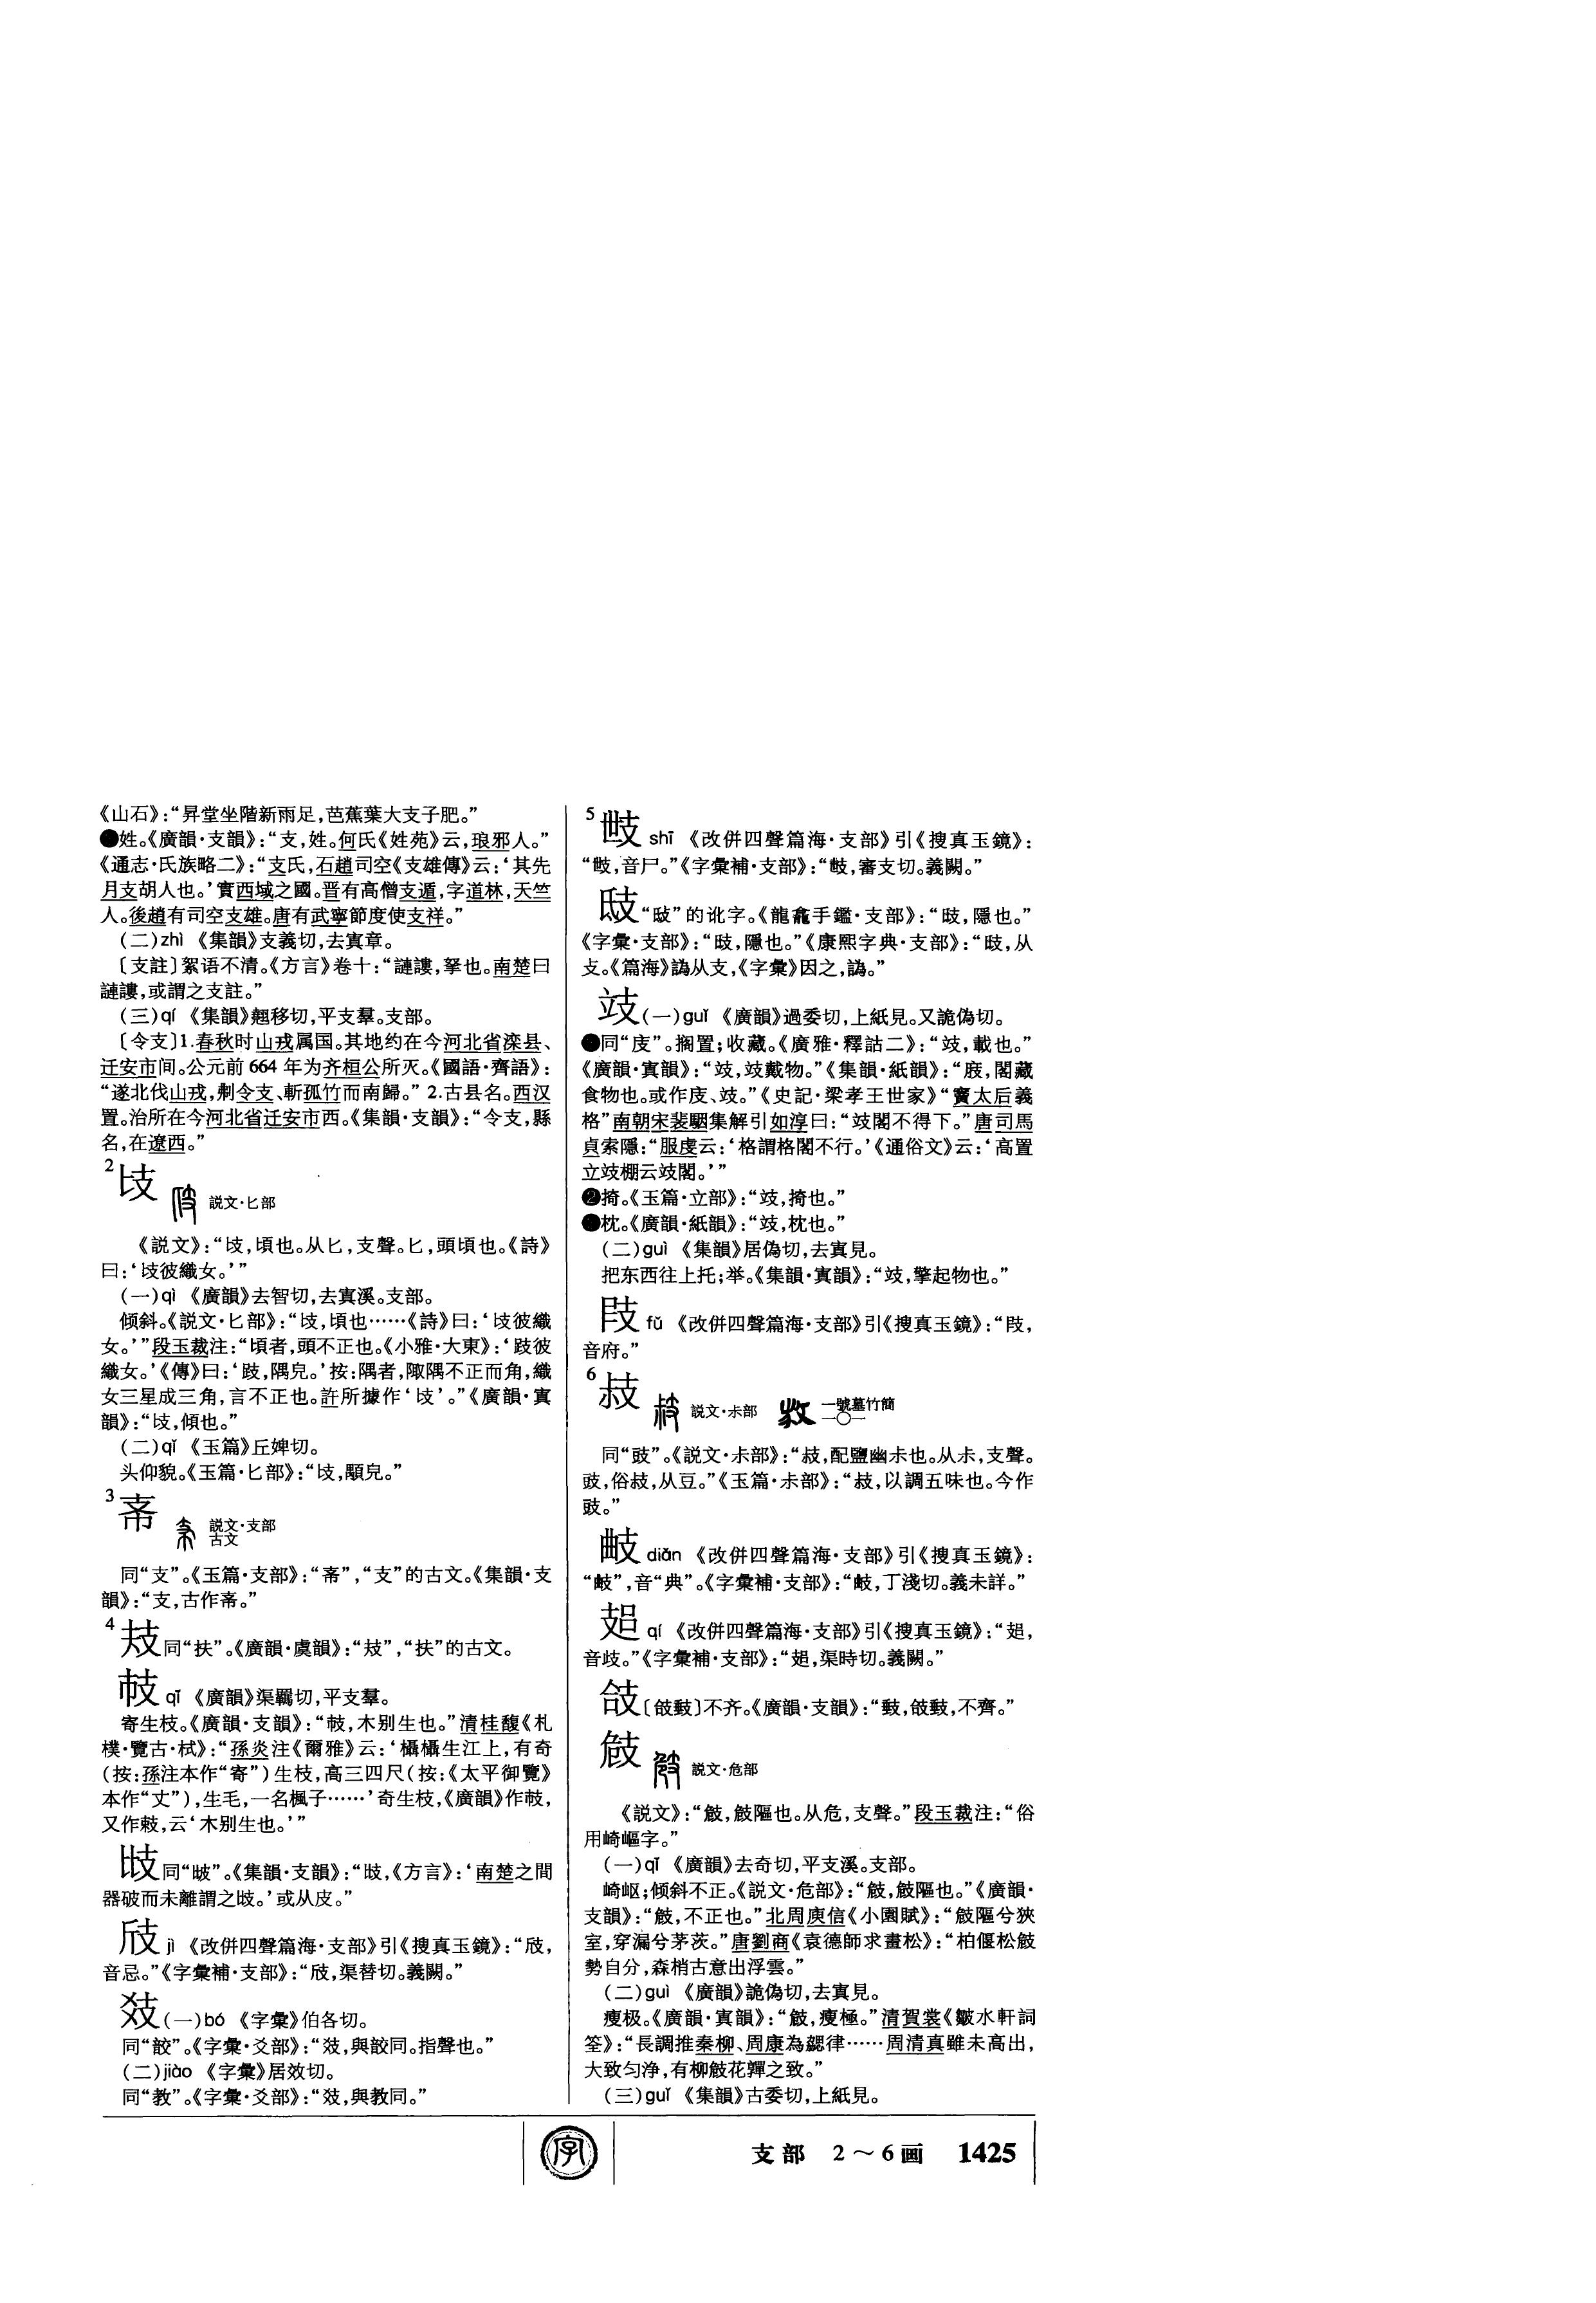 《山石》：“昇堂坐階新雨足，芭蕉葉大支子肥。”
●姓。《廣韻·支韻》：“支，姓。何氏《姓苑》云，琅邪人。”
《通志·氏族略二》：“支氏，石趙司空《支雄傳》云：‘其先
月支胡人也。’實西域之國。晋有高僧支遁，字道林，天竺
人。後趙有司空支雄。唐有武寧節度使支祥。”
（二）zhì 《集韻》支義切，去寘章。
〔支註〕絮语不清。《方言》卷十：“謰謱，拏也。南楚曰
謰謱，或謂之支註。”
（三）qí 《集韻》翹移切，平支羣。支部。
〔令支〕1.春秋时山戎属国。其地约在今河北省滦县、
迁安市间。公元前 664 年为齐桓公所灭。《國語·齊語》：
“遂北伐山戎，刜令支、斬孤竹而南歸。” 2.古县名。西汉
置。治所在今河北省迁安市西。《集韻·支韻》：“令支，縣
名，在遼西。”
2 𠦿 説文·匕部
《説文》：“𠦿，頃也。从匕，支聲。匕，頭頃也。《詩》
曰：‘𠦿彼織女。’”
（一）qì 《廣韻》去智切，去寘溪。支部。
倾斜。《説文·匕部》：“𠦿，頃也……《詩》曰：‘𠦿彼織
女。’”段玉裁注：“頃者，頭不正也。《小雅·大東》：‘跂彼
織女。’《傳》曰：‘跂，隅皃。’按：隅者，陬隅不正而角，織
女三星成三角，言不正也。許所據作‘𠦿’。”《廣韻·寘
韻》：“𠦿，傾也。”
（二）qǐ 《玉篇》丘婢切。
头仰貌。《玉篇·匕部》：“𠦿，顒皃。”
3 説文·支部
古文
同“支”。《玉篇·支部》：“”，“支”的古文。《集韻·支
韻》：“支，古作。”
4 同“扶”。《廣韻·虞韻》：“”，“扶”的古文。
qí 《廣韻》渠羈切，平支羣。
寄生枝。《廣韻·支韻》：“，木别生也。”清桂馥《札
樸·覽古·栻》：“孫炎注《爾雅》云：‘欇欇生江上，有奇
（按：孫注本作“寄”）生枝，高三四尺（按：《太平御覽》
本作“丈”），生毛，一名楓子……’奇生枝，《廣韻》作，
又作，云‘木别生也。’”
同“㿪”。《集韻·支韻》：“，《方言》：‘南楚之間
器破而未離謂之。’或从皮。”
jì 《改併四聲篇海·支部》引《搜真玉鏡》：“，
音忌。”《字彙補·支部》：“，渠替切。義闕。”
（一）bó 《字彙》伯各切。
同“”。《字彙·爻部》：“，與同。指聲也。”
（二）jiào 《字彙》居效切。
同“教”。《字彙·爻部》：“，與教同。”
5 shī 《改併四聲篇海·支部》引《搜真玉鏡》：
“，音尸。”《字彙補·支部》：“，審支切。義闕。”
“”的讹字。《龍龕手鑑·支部》：“，隱也。”
《字彙·支部》：“，隱也。”《康熙字典·支部》：“，从
攴。《篇海》譌从支，《字彙》因之，譌。”
攱（一）guǐ 《廣韻》過委切，上紙見。又詭偽切。
●同“庋”。搁置；收藏。《廣雅·釋詁二》：“，載也。”
《廣韻·寘韻》：“，戴物。”《集韻·紙韻》：“庪，閣藏
食物也。或作庋、。”《史記·梁孝王世家》“竇太后義
格”南朝宋裴駰集解引如淳曰：“閣不得下。”唐司馬
貞索隱：“服虔云：‘格謂格閣不行。’《通俗文》云：‘高置
立棚云閣。’”
❷掎。《玉篇·立部》：“，掎也。”
●枕。《廣韻·紙韻》：“，枕也。”
（二）guì 《集韻》居偽切，去寘見。
把东西往上托；举。《集韻·寘韻》：“，擎起物也。”
fǔ 《改併四聲篇海·支部》引《搜真玉鏡》：“，
音府。”
6 敊 説文·尗部 一號墓竹簡
一〇一
同“豉”。《説文·尗部》：“敊，配鹽幽尗也。从尗，支聲。
豉，俗敊，从豆。”《玉篇·尗部》：“敊，以調五味也。今作
豉。”
diǎn 《改併四聲篇海·支部》引《搜真玉鏡》：
“”，音“典”。《字彙補·支部》：“，丁淺切。義未詳。”
qí 《改併四聲篇海·支部》引《搜真玉鏡》：“，
音歧。”《字彙補·支部》：“，渠時切。義闕。”
〔〕不齐。《廣韻·支韻》：“，不齊。”
攲 説文·危部
《説文》：“，隔也。从危，支聲。”段玉裁注：“俗
用崎嶇字。”
（一）qī 《廣韻》去奇切，平支溪。支部。
崎岖；倾斜不正。《説文·危部》：“，也。”《廣韻·
支韻》：“，不正也。”北周庾信《小園賦》：“兮狹
室，穿漏兮茅茨。”唐劉商《袁德師求畫松》：“柏偃松
勢自分，森梢古意出浮雲。”
（二）guì 《廣韻》詭偽切，去寘見。
瘦极。《廣韻·寘韻》：“，瘦極。”清賀裳《皺水軒詞
筌》：“長調推秦柳、周康為勰律……周清真雖未高出，
大致匀浄，有柳花嚲之致。”
（三）guǐ 《集韻》古委切，上紙見。
字
支部 2～6画 1425